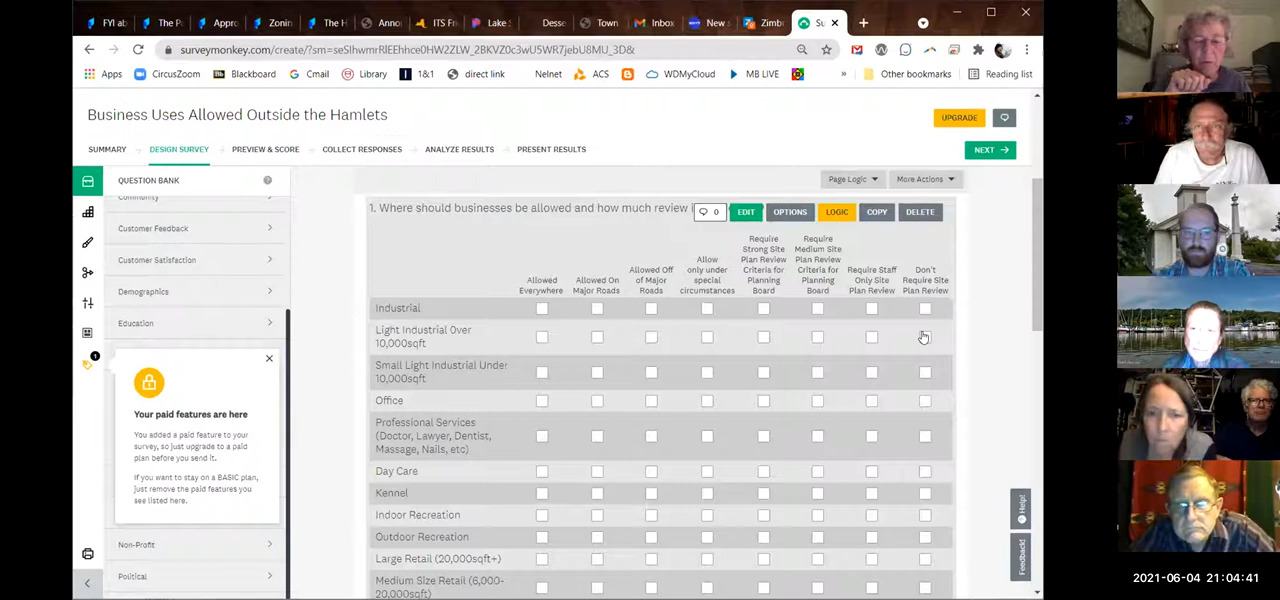 FYI ab
The Po
Appro
Zonin
The H
Anno
ITS Fr
Lake
Desse
Town
Inbox
New
Zimb
Su
surveymonkey.com/create/?sm=seSIhwmrRlEEhhce0HW2ZLW_2BKVZ0c3wU5WR7jebU8MU_3D&
Apps
CircusZoom
Blackboard
Gmail
Library
1&1
direct link
Nelnet
ACS
WDMyCloud
MB LIVE
»
Other bookmarks
Reading list
Business Uses Allowed Outside the Hamlets
UPGRADE
SUMMARY → DESIGN SURVEY → PREVIEW & SCORE → COLLECT RESPONSES → ANALYZE RESULTS → PRESENT RESULTS
NEXT →
QUESTION BANK
Community
Customer Feedback
Customer Satisfaction
Demographics
Education
1
Your paid features are here
You added a paid feature to your
survey, so just upgrade to a paid
plan before you send it.
If you want to stay on a BASIC plan,
just remove the paid features you
see listed here.
Non-Profit
Political
Page Logic
More Actions
1. Where should businesses be allowed and how much review
0
EDIT
OPTIONS
LOGIC
COPY
DELETE
Allowed
Everywhere
Allowed On
Major Roads
Allowed Off
of Major
Roads
Allow
only under
special
circumstances
Require
Strong Site
Plan Review
Criteria for
Planning
Board
Require
Medium Site
Plan Review
Criteria for
Planning
Board
Require Staff
Only Site
Plan Review
Don't
Require Site
Plan Review
Industrial
Light Industrial Over
10,000sqft
Small Light Industrial Under
10,000sqft
Office
Professional Services
(Doctor, Lawyer, Dentist,
Massage, Nails, etc)
Day Care
Kennel
Indoor Recreation
Outdoor Recreation
Large Retail (20,000sqft+)
Medium Size Retail (6,000-
20,000sqft)
Help!
Feedback!
2021-06-04 21:04:41